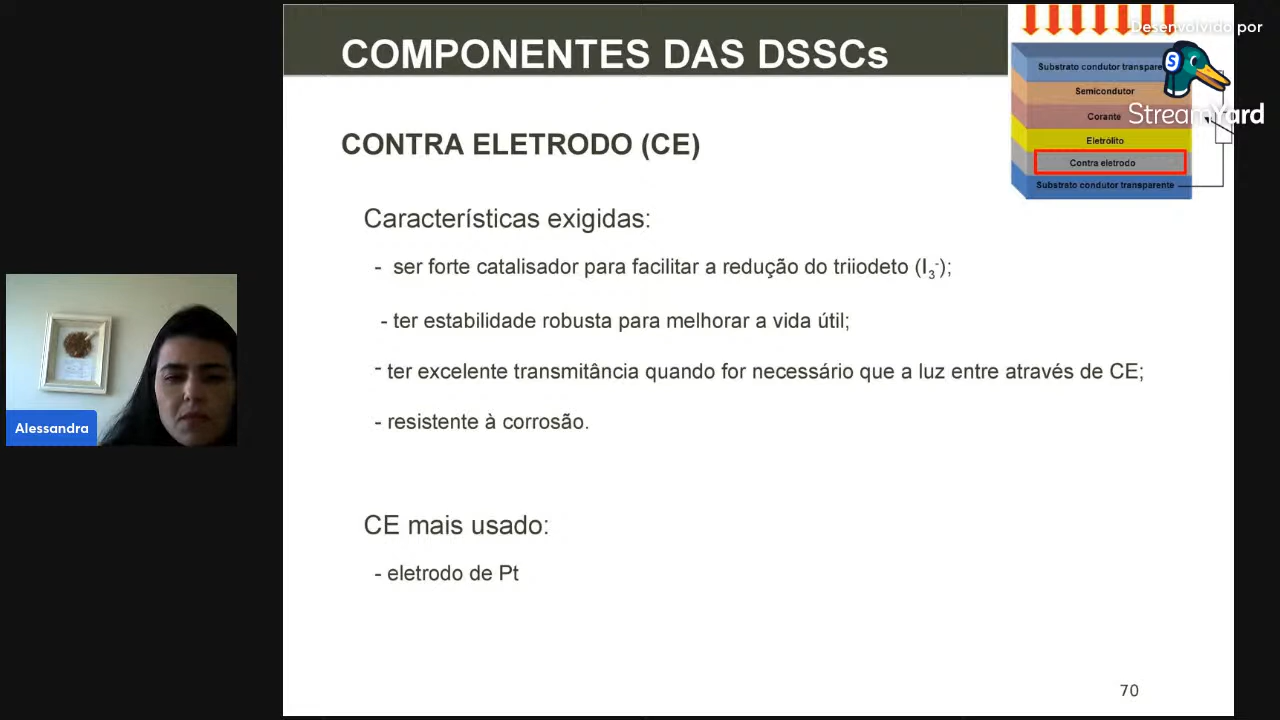 COMPONENTES DAS DSSCs
Desenvolvido por
StreamYard
Substrato condutor transpare
Semicondutor
Corante
Eletrólito
Contra eletrodo
Substrato condutor transparente
CONTRA ELETRODO (CE)
Características exigidas:
- ser forte catalisador para facilitar a redução do triiodeto (I₃⁻);
- ter estabilidade robusta para melhorar a vida útil;
- ter excelente transmitância quando for necessário que a luz entre através de CE;
- resistente à corrosão.
Alessandra
CE mais usado:
- eletrodo de Pt
70